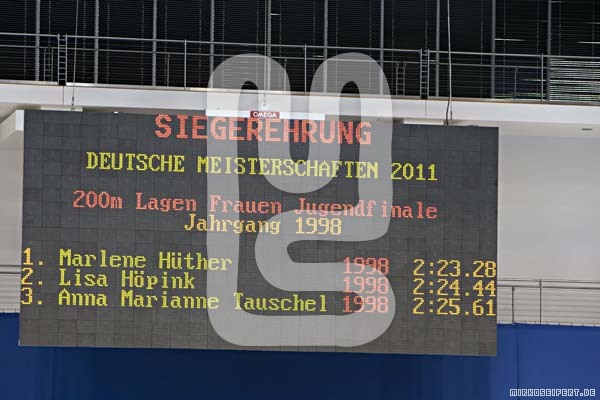 OMEGA
SIEGEREHRUNG
DEUTSCHE MEISTERSCHAFTEN 2011
200m Lagen Frauen Jugendfinale
Jahrgang 1998
1. Marlene Hüther 1998 2:23.28
2. Lisa Höpink 1998 2:24.44
3. Anna Marianne Tauschel 1998 2:25.61
MIRKOSEIFERT.DE